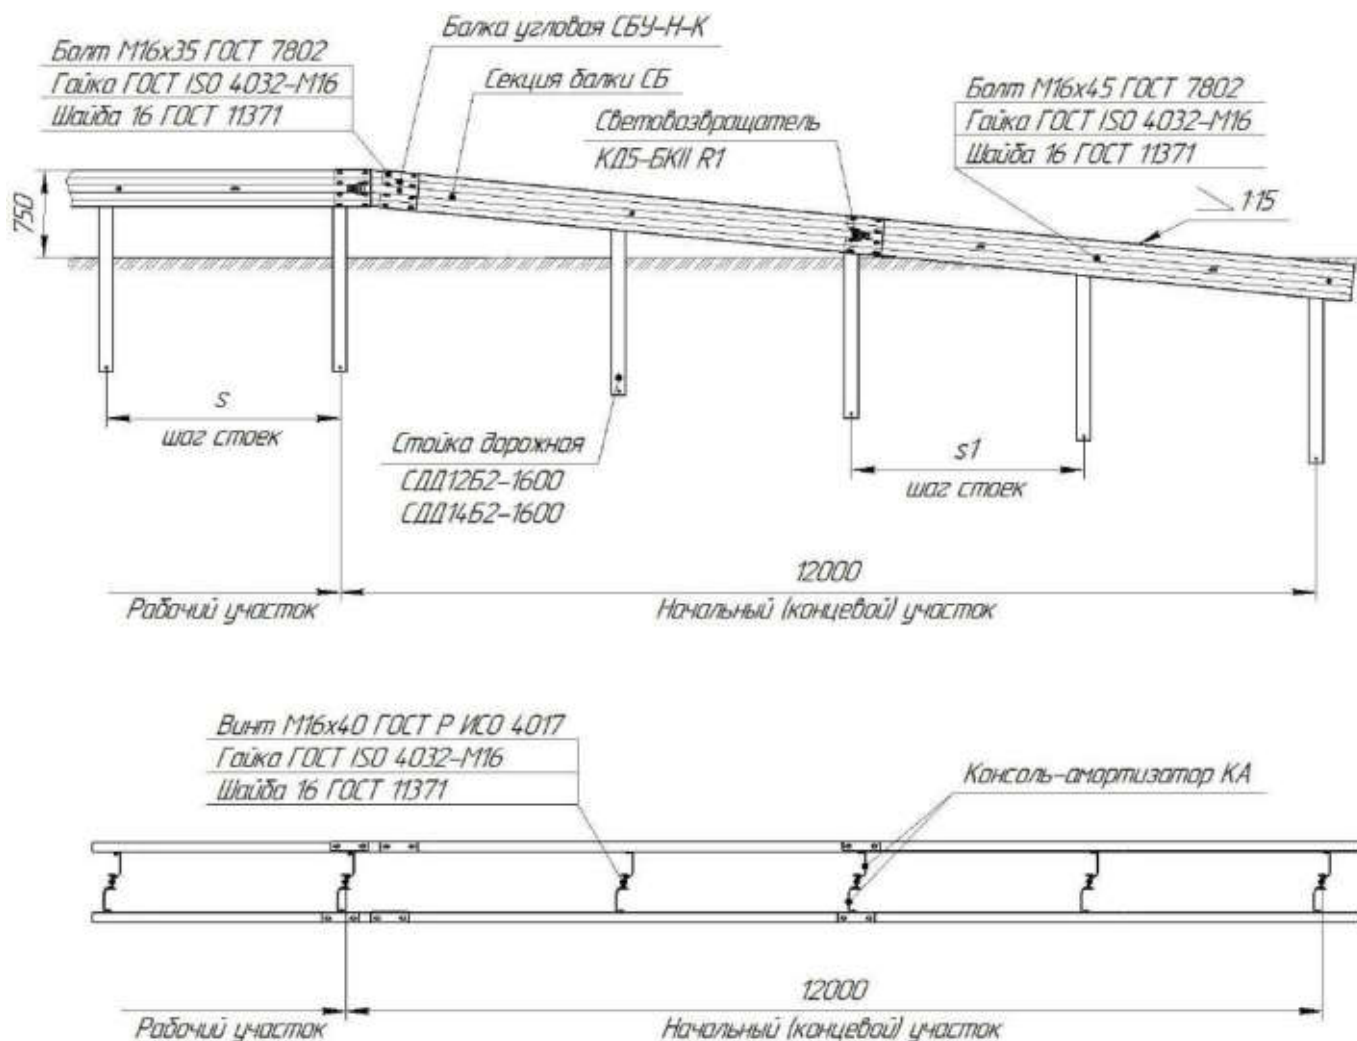 Балка угловая СБУ-Н-К
Болт М16х35 ГОСТ 7802
Гайка ГОСТ ISO 4032-М16
Шайба 16 ГОСТ 11371
Секция балки СБ
Световозвращатель
КД5-БКII R1
Болт М16х45 ГОСТ 7802
Гайка ГОСТ ISO 4032-М16
Шайба 16 ГОСТ 11371
1:15
750
s
шаг стоек
Стойка дорожная
СДД12Б2-1600
СДД14Б2-1600
s1
шаг стоек
12000
Рабочий участок
Начальный (концевой) участок
Винт М16х40 ГОСТ Р ИСО 4017
Гайка ГОСТ ISO 4032-М16
Шайба 16 ГОСТ 11371
Консоль-амортизатор КА
12000
Рабочий участок
Начальный (концевой) участок